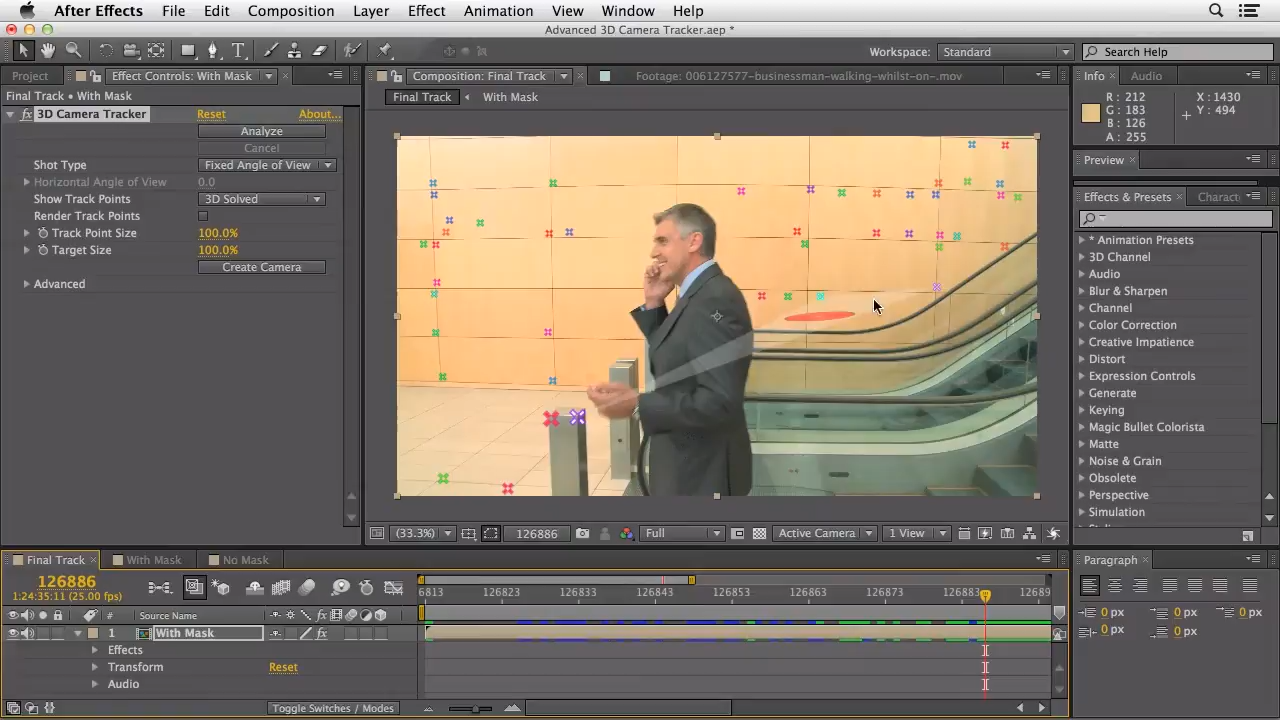 After Effects File Edit Composition Layer Effect Animation View Window Help
Advanced 3D Camera Tracker.aep *
Workspace: Standard Search Help
Project Effect Controls: With Mask
Final Track • With Mask
fx 3D Camera Tracker Reset About...
Analyze
Cancel
Shot Type Fixed Angle of View
Horizontal Angle of View 0.0
Show Track Points 3D Solved
Render Track Points
Track Point Size 100.0%
Target Size 100.0%
Create Camera
Advanced
Composition: Final Track Footage: 006127577-businessman-walking-whilst-on-.mov
Final Track With Mask
(33.3%) 126886 Full Active Camera 1 View
Info Audio
R: 212 X: 1430
G: 183 Y: 494
B: 126
A: 255
Preview
Effects & Presets Charact
* Animation Presets
3D Channel
Audio
Blur & Sharpen
Channel
Color Correction
Creative Impatience
Distort
Expression Controls
Generate
Keying
Magic Bullet Colorista
Matte
Noise & Grain
Obsolete
Perspective
Simulation
Final Track With Mask No Mask
126886
1:24:35:11 (25.00 fps)
6813 126823 126833 126843 126853 126863 126873 126883 12689
# Source Name fx
1 With Mask fx
Effects
Transform Reset
Audio
Toggle Switches / Modes
Paragraph
0 px 0 px 0 px
0 px 0 px